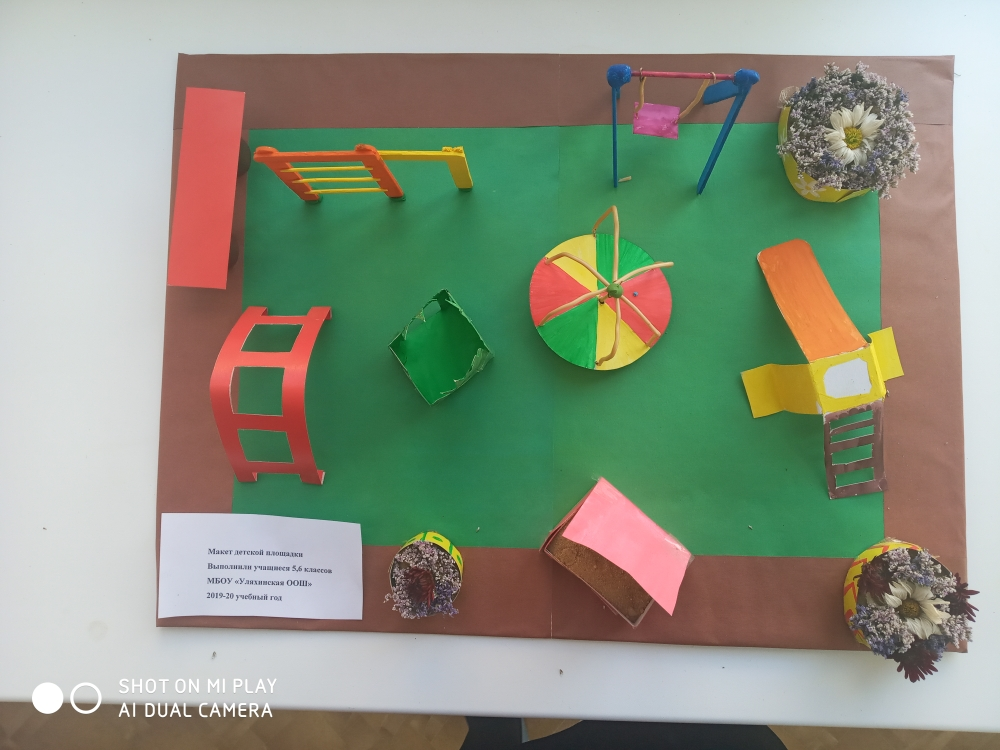 Макет детской площадки
Выполнили учащиеся 5,6 классов
МБОУ «Уляхинская ООШ»
2019-20 учебный год
SHOT ON MI PLAY
AI DUAL CAMERA